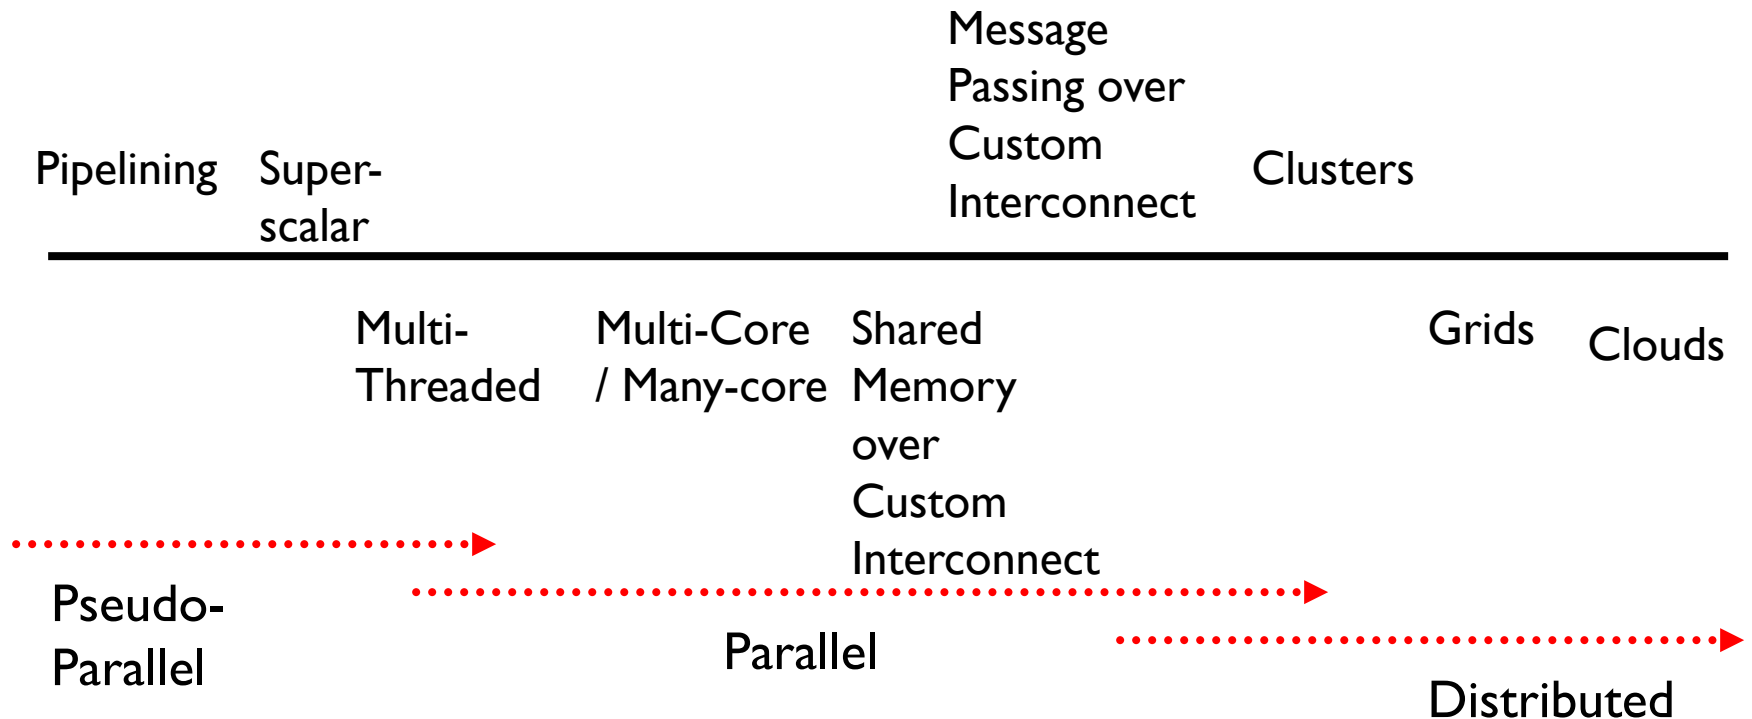 Message
Passing over
Custom
Interconnect
Pipelining
Super-
scalar
Clusters
Multi-
Threaded
Multi-Core
/ Many-core
Shared
Memory
over
Custom
Interconnect
Grids
Clouds
Pseudo-
Parallel
Parallel
Distributed